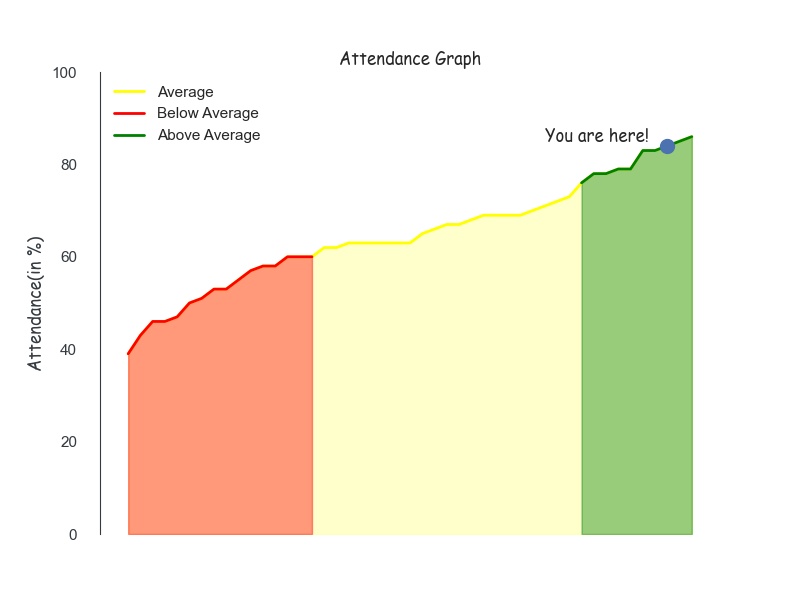 Attendance Graph
100
Average
Below Average
Above Average
You are here!
80
60
40
20
0
Attendance(in %)